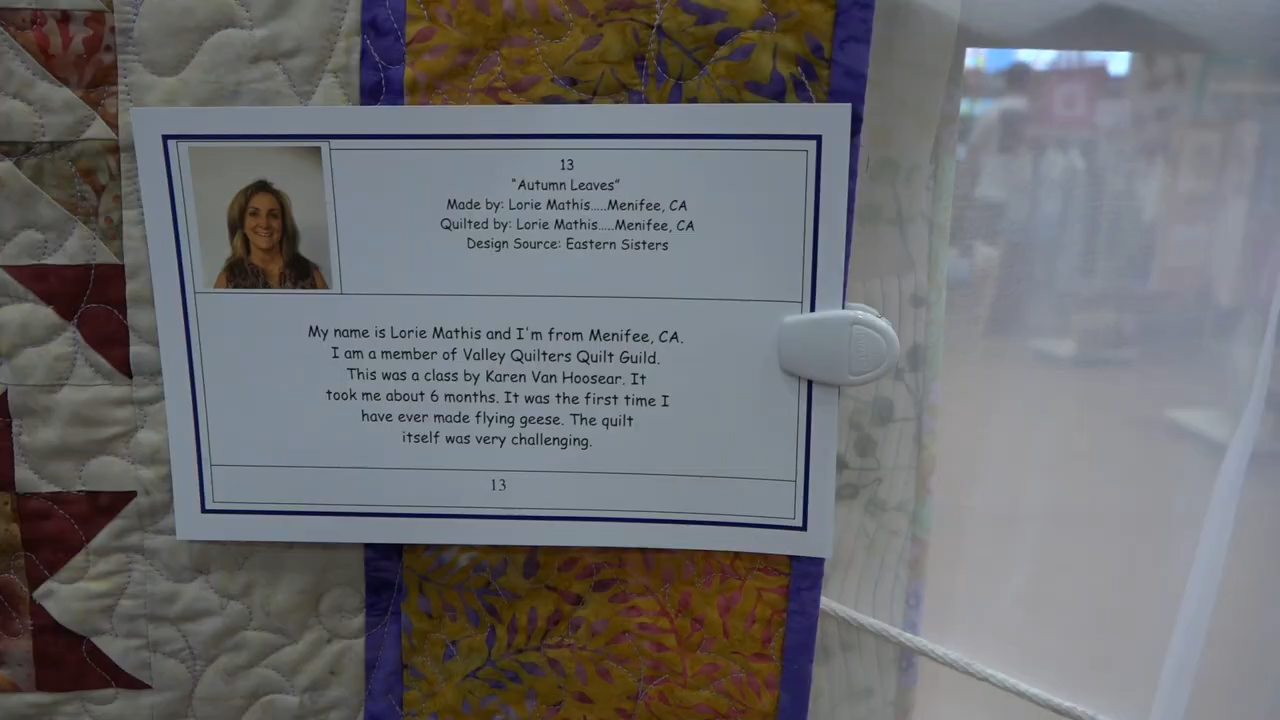 13
“Autumn Leaves”
Made by: Lorie Mathis.....Menifee, CA
Quilted by: Lorie Mathis.....Menifee, CA
Design Source: Eastern Sisters
My name is Lorie Mathis and I'm from Menifee, CA.
I am a member of Valley Quilters Quilt Guild.
This was a class by Karen Van Hoosear. It
took me about 6 months. It was the first time I
have ever made flying geese. The quilt
itself was very challenging.
13